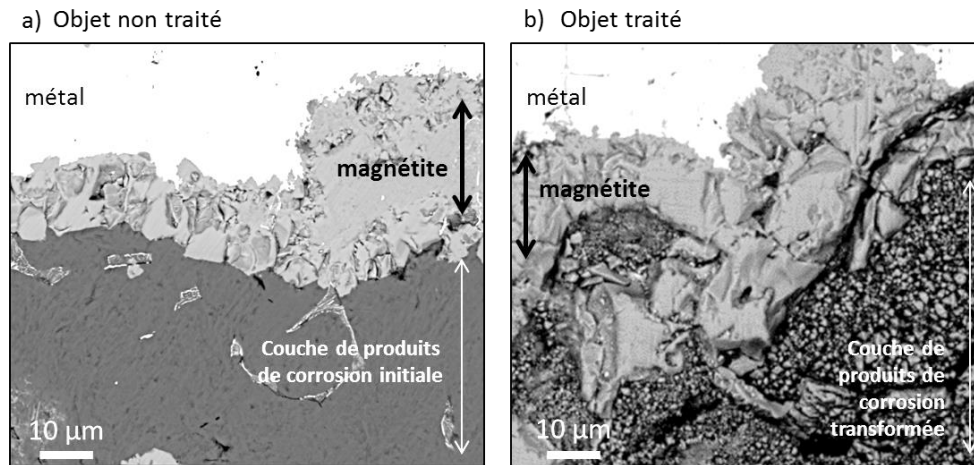 a) Objet non traité
b) Objet traité
métal
magnétite
Couche de produits
de corrosion initiale
10 µm
métal
magnétite
Couche de
produits de
corrosion
transformée
10 µm